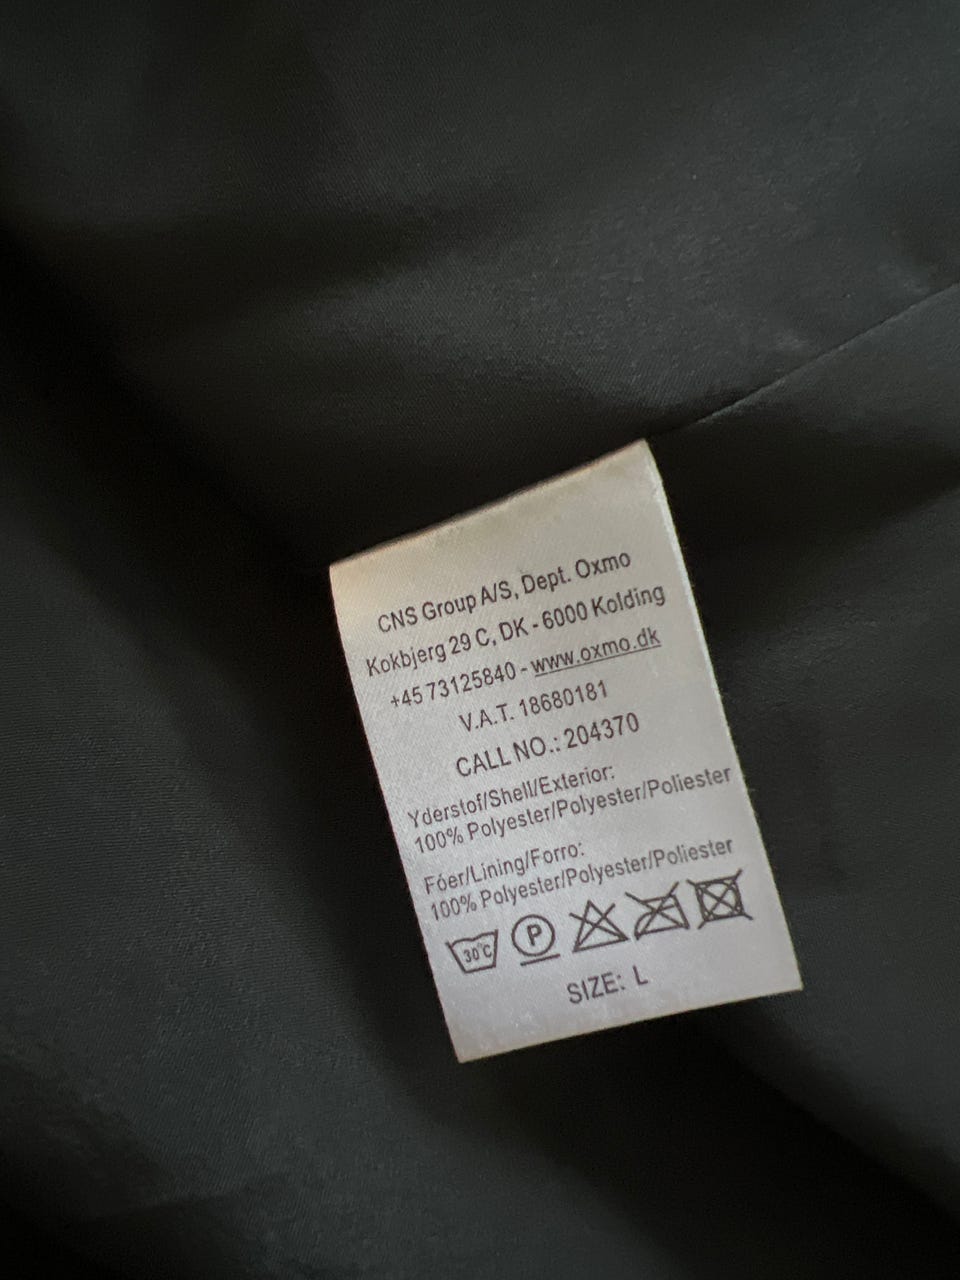 CNS Group A/S, Dept. Oxmo
Kokbjerg 29 C, DK - 6000 Kolding
+45 73125840 - www.oxmo.dk
V.A.T. 18680181
CALL NO.: 204370
Yderstof/Shell/Exterior:
100% Polyester/Polyester/Poliester
Fóer/Lining/Forro:
100% Polyester/Polyester/Poliester
30°C P
SIZE: L